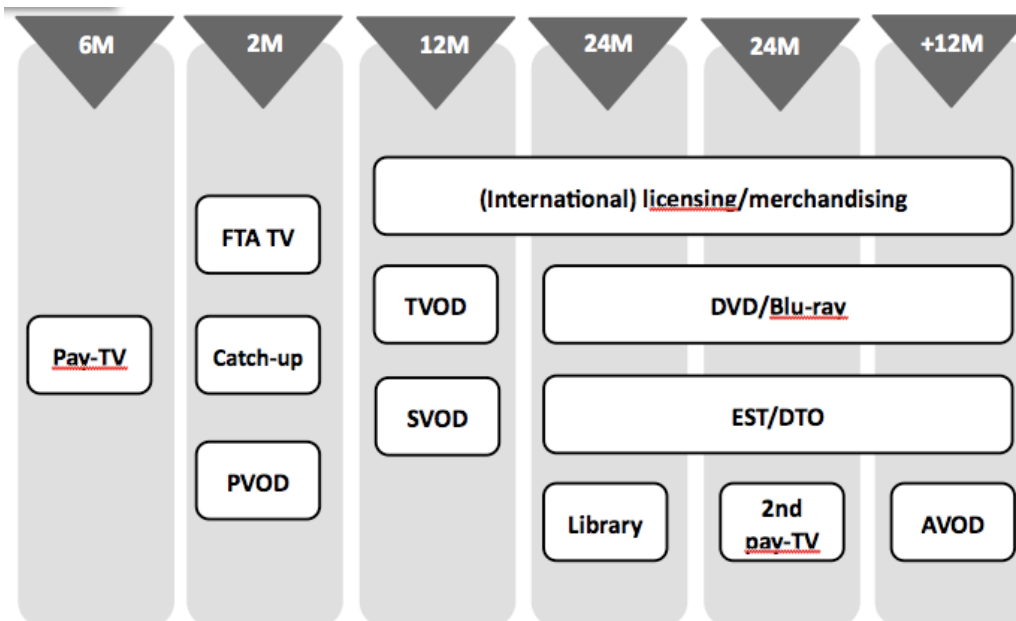 6M
2M
12M
24M
24M
+12M
(International) licensing/merchandising
FTA TV
TVOD
DVD/Blu-ray
Pay-TV
Catch-up
SVOD
EST/DTO
PVOD
Library
2nd
pay-TV
AVOD